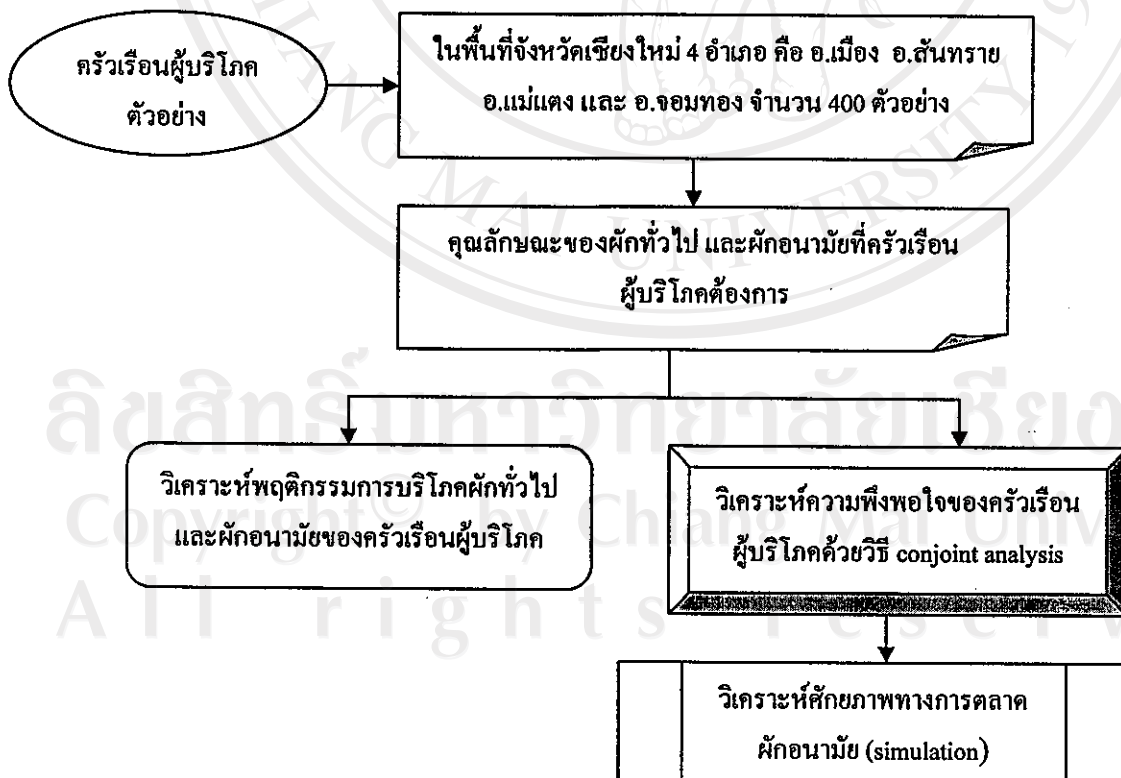 ครัวเรือนผู้บริโภค
ตัวอย่าง
ในพื้นที่จังหวัดเชียงใหม่ 4 อำเภอ คือ อ.เมือง อ.สันทราย
อ.แม่แตง และ อ.จอมทอง จำนวน 400 ตัวอย่าง
CHIANG MAI UNIVERSITY 19
คุณลักษณะของผักทั่วไป และผักอนามัยที่ครัวเรือน
ผู้บริโภคต้องการ
ลิขสิทธิ์มหาวิทยาลัยเชียง
วิเคราะห์พฤติกรรมการบริโภคผักทั่วไป
และผักอนามัยของครัวเรือนผู้บริโภค
วิเคราะห์ความพึงพอใจของครัวเรือน
ผู้บริโภคด้วยวิธี conjoint analysis
Copyright© by Chiang Mai Univ
All rights reserv
วิเคราะห์ศักยภาพทางการตลาด
ผักอนามัย (simulation)